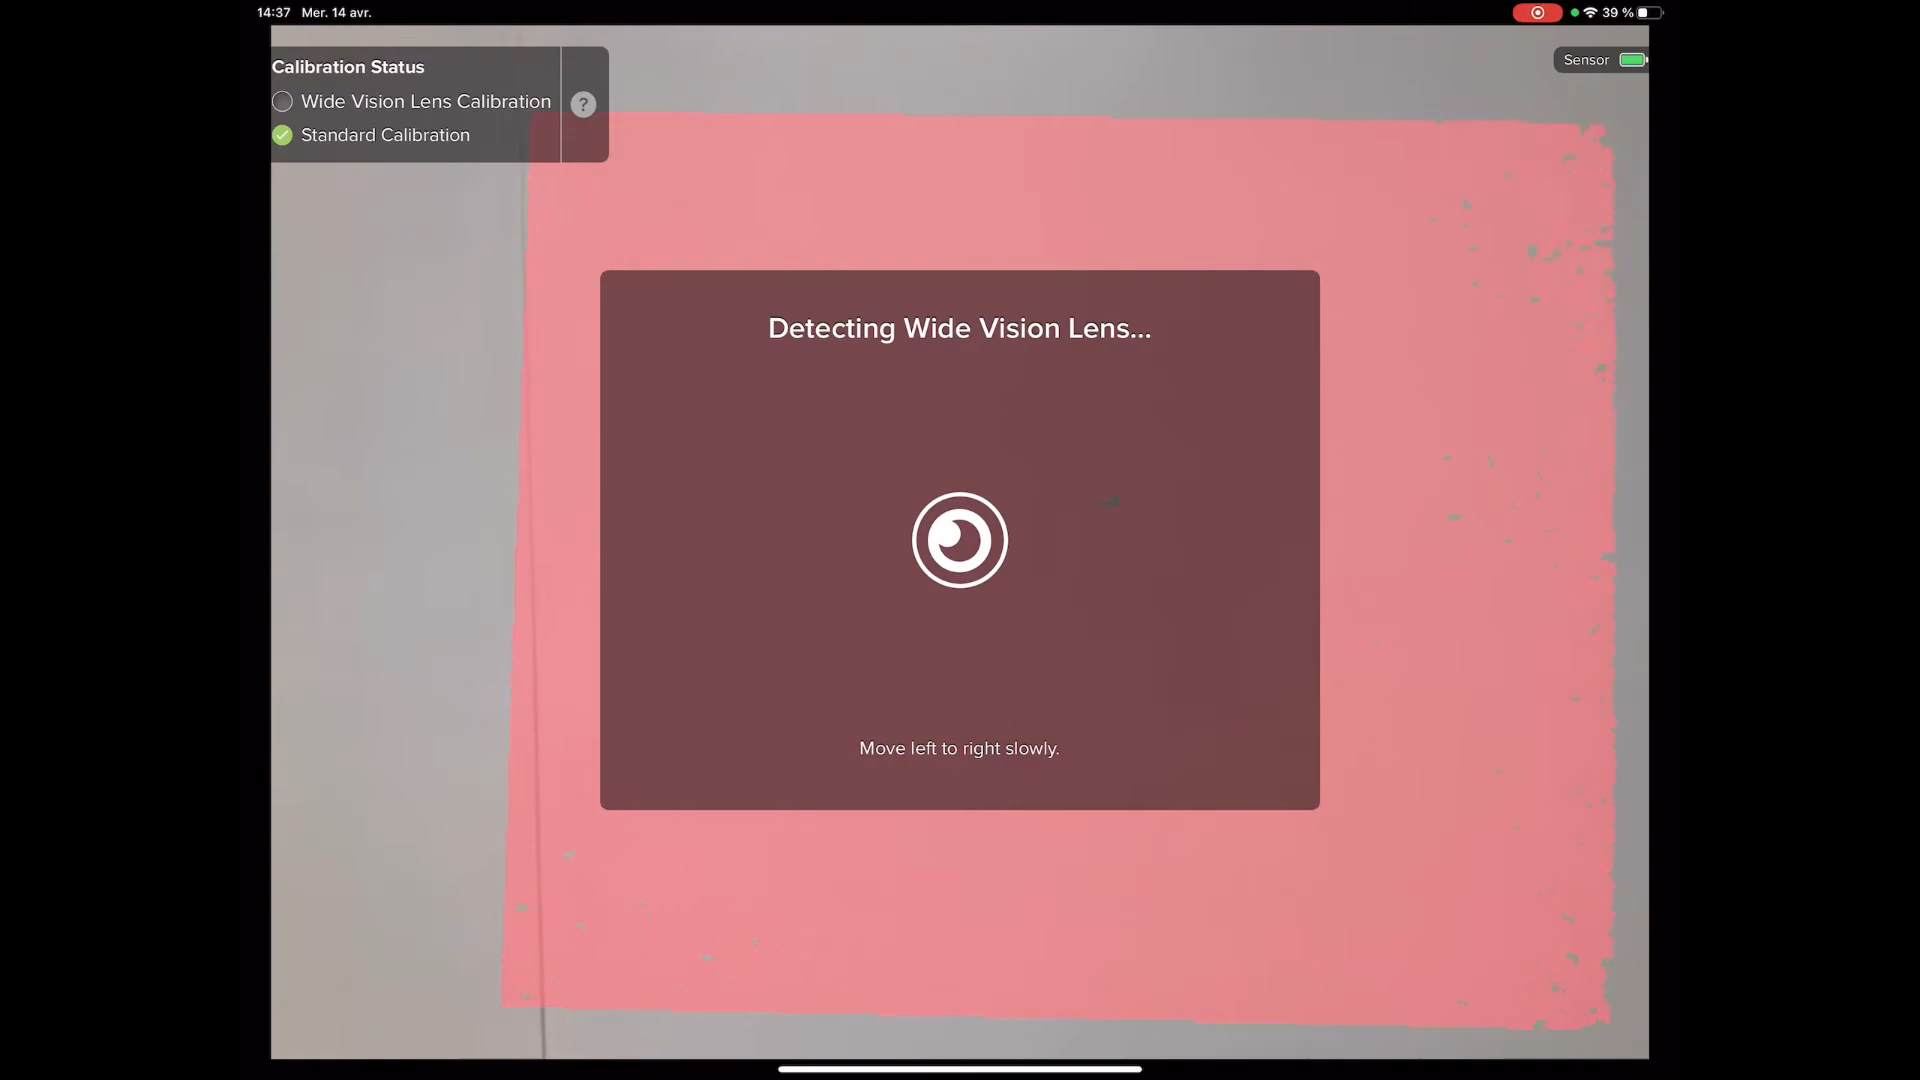 14:37 Mer. 14 avr.
39 %
Calibration Status
Wide Vision Lens Calibration
?
Standard Calibration
Sensor
Detecting Wide Vision Lens...
Move left to right slowly.